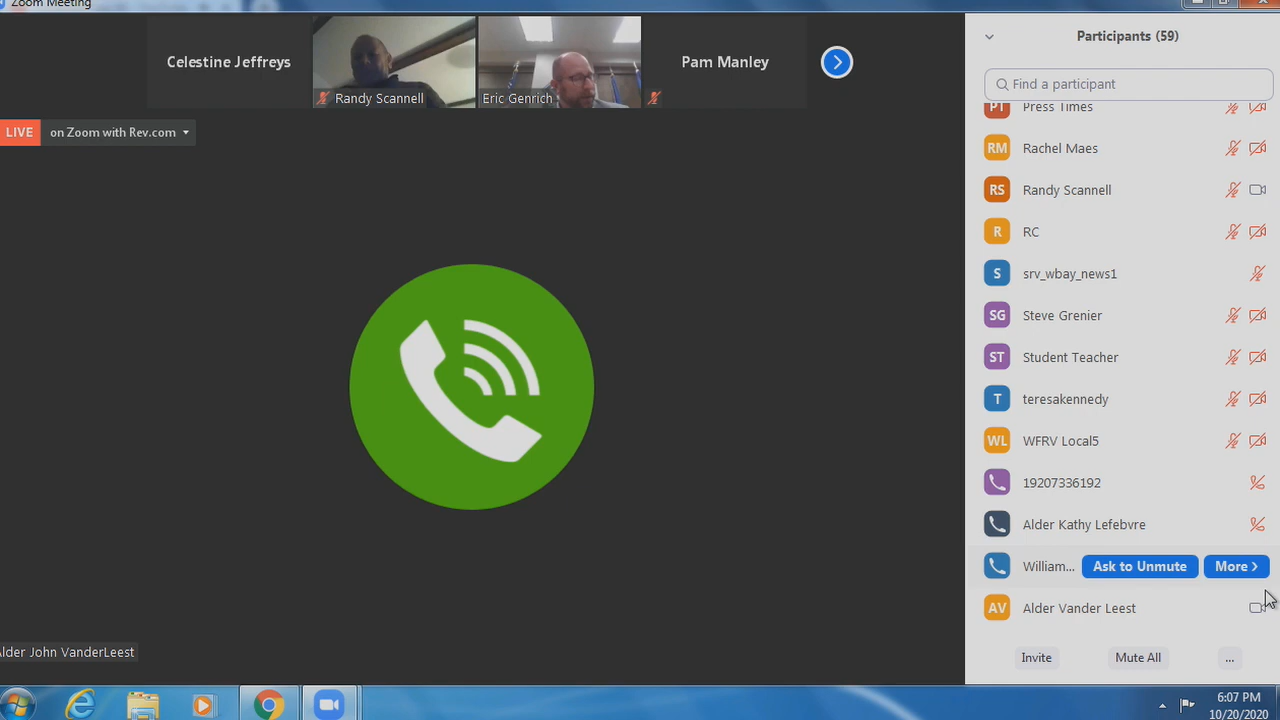 Zoom Meeting
Celestine Jeffreys
Randy Scannell
Eric Genrich
Pam Manley
LIVE
on Zoom with Rev.com
Alder John VanderLeest
Participants (59)
Find a participant
PT Press Times
RM Rachel Maes
RS Randy Scannell
R RC
S srv_wbay_news1
SG Steve Grenier
ST Student Teacher
T teresakennedy
WL WFRV Local5
19207336192
Alder Kathy Lefebvre
William... Ask to Unmute More >
AV Alder Vander Leest
Invite Mute All ...
6:07 PM
10/20/2020